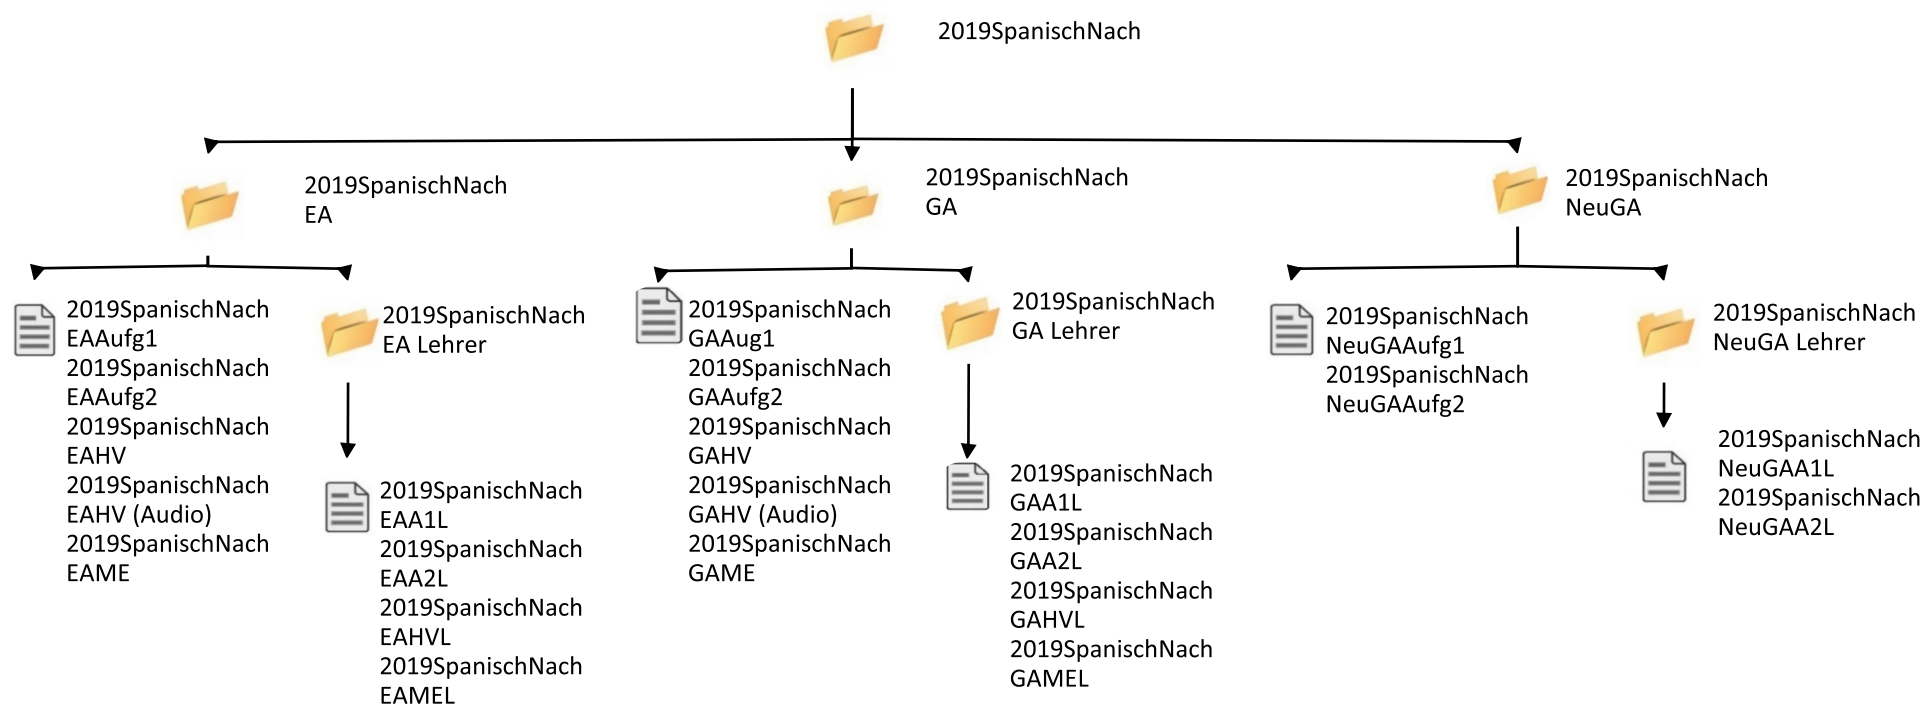 2019SpanischNach
2019SpanischNach
EA
2019SpanischNach
GA
2019SpanischNach
NeuGA
2019SpanischNach
EAAufg1
2019SpanischNach
EAAufg2
2019SpanischNach
EAHV
2019SpanischNach
EAHV (Audio)
2019SpanischNach
EAME
2019SpanischNach
EA Lehrer
2019SpanischNach
EAA1L
2019SpanischNach
EAA2L
2019SpanischNach
EAHVL
2019SpanischNach
EAMEL
2019SpanischNach
GAAug1
2019SpanischNach
GAAufg2
2019SpanischNach
GAHV
2019SpanischNach
GAHV (Audio)
2019SpanischNach
GAME
2019SpanischNach
GA Lehrer
2019SpanischNach
GAA1L
2019SpanischNach
GAA2L
2019SpanischNach
GAHVL
2019SpanischNach
GAMEL
2019SpanischNach
NeuGAAufg1
2019SpanischNach
NeuGAAufg2
2019SpanischNach
NeuGA Lehrer
2019SpanischNach
NeuGAA1L
2019SpanischNach
NeuGAA2L